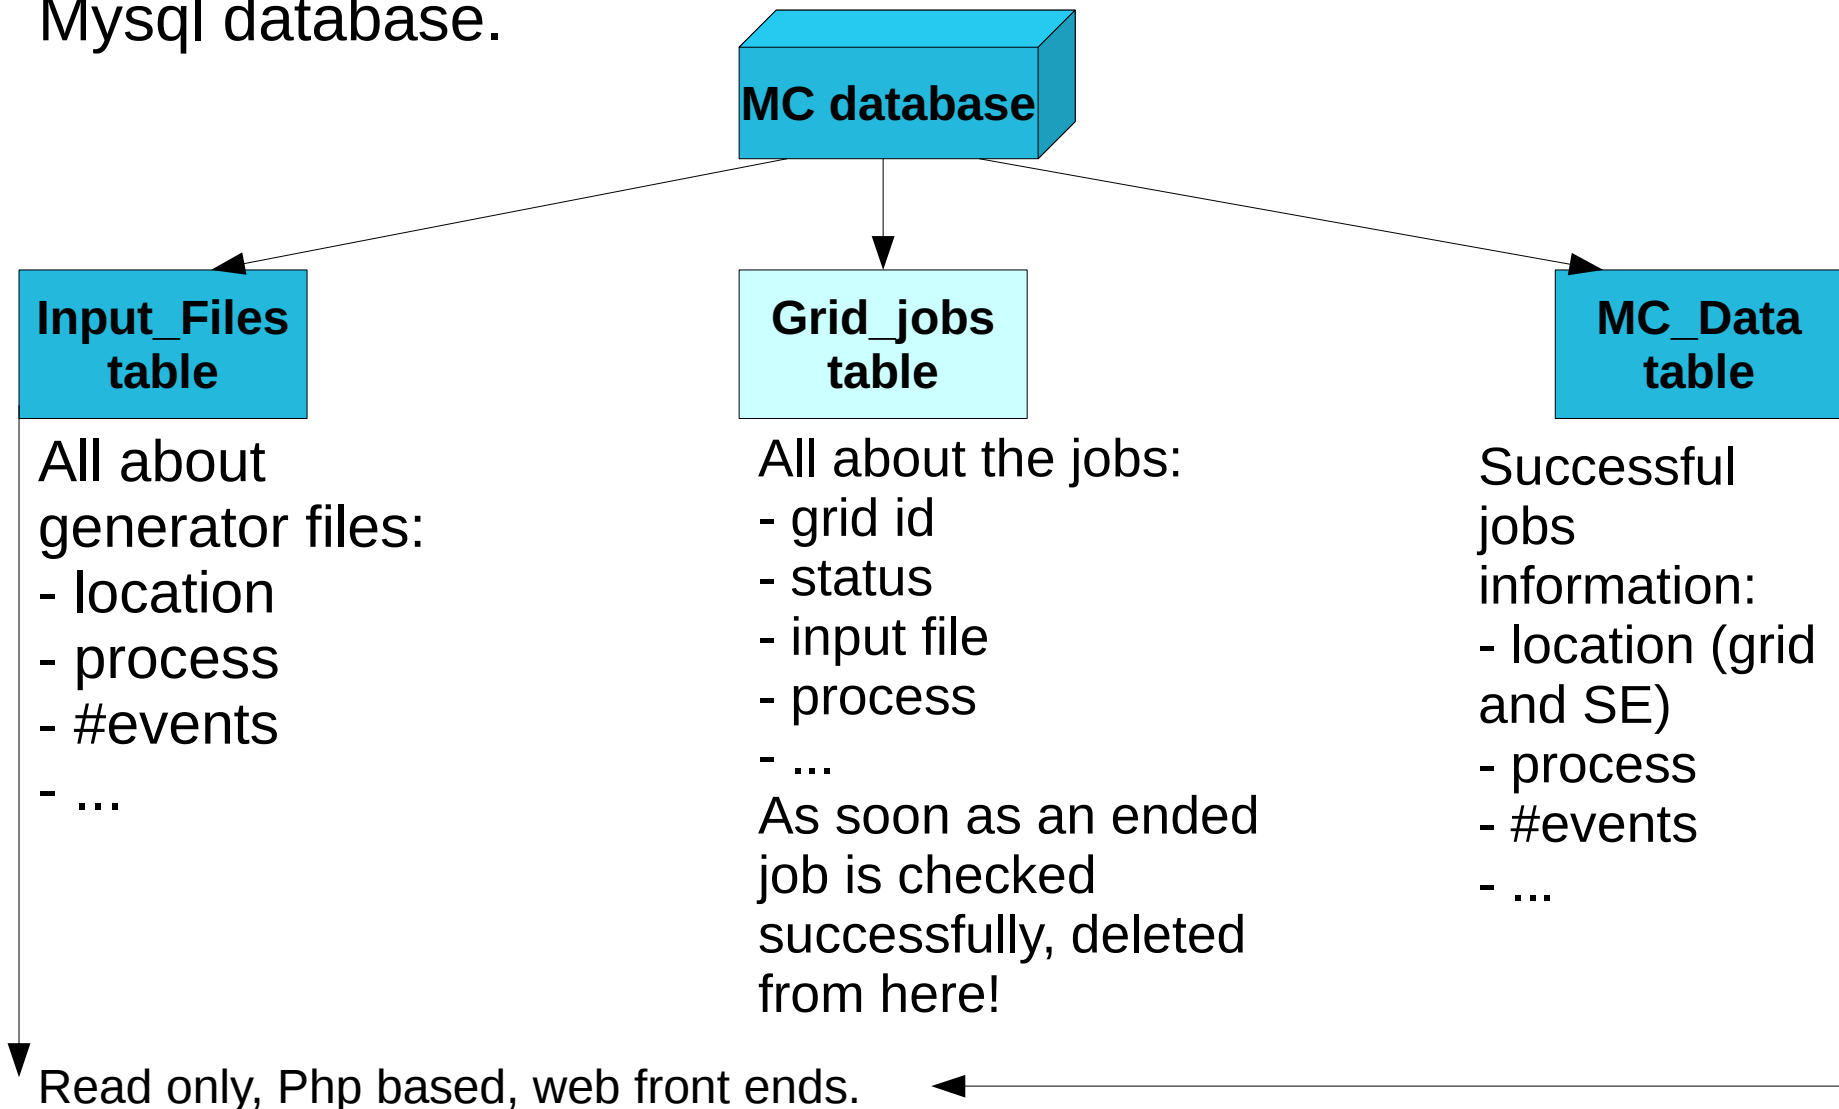 Mysql database.
MC database
Input_Files
table
All about
generator files:
- location
- process
- #events
- ...
Grid_jobs
table
All about the jobs:
- grid id
- status
- input file
- process
- ...
As soon as an ended
job is checked
successfully, deleted
from here!
MC_Data
table
Successful
jobs
information:
- location (grid
and SE)
- process
- #events
- ...
Read only, Php based, web front ends.